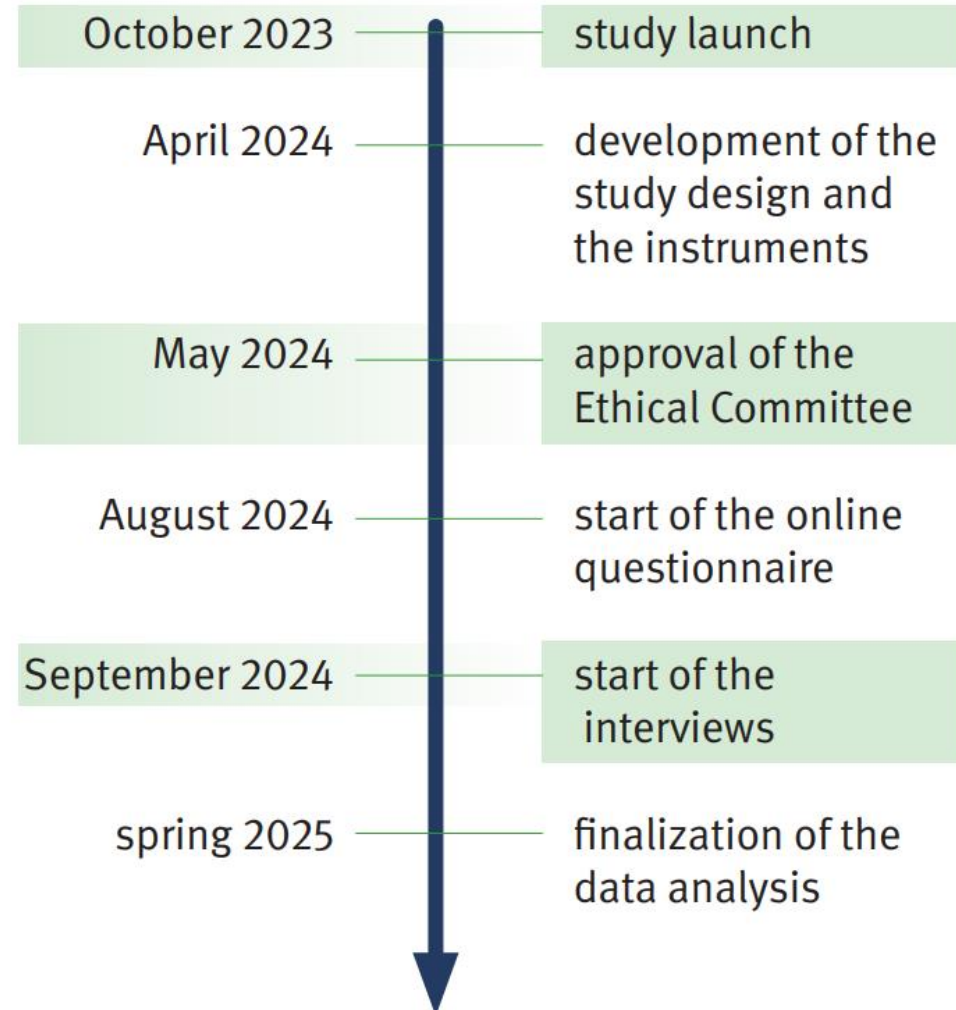 October 2023 study launch
April 2024 development of the
study design and
the instruments
May 2024 approval of the
Ethical Committee
August 2024 start of the online
questionnaire
September 2024 start of the
interviews
spring 2025 finalization of the
data analysis